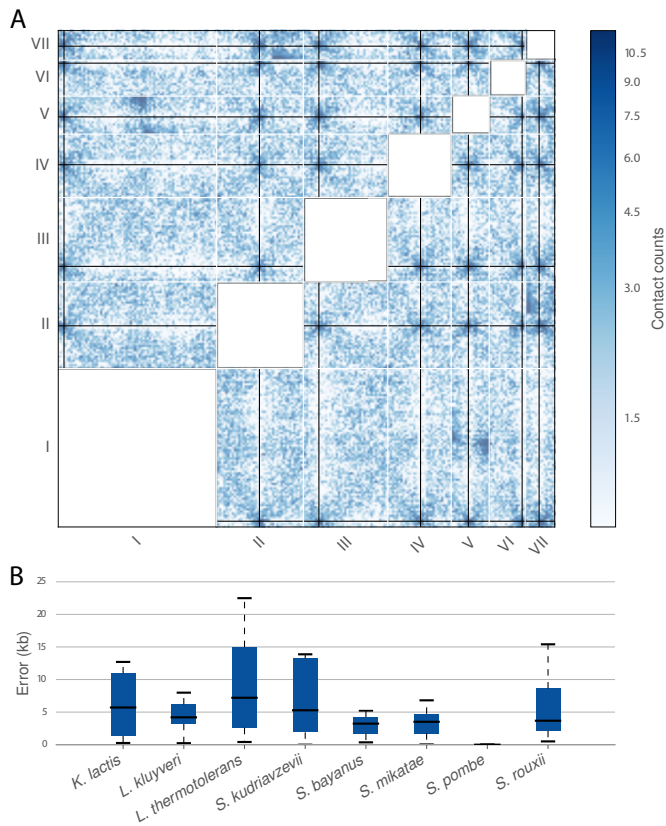 A
VII
VI
V
IV
III
II
I
I II III IV V VI VII
10.5
9.0
7.5
6.0
4.5
3.0
1.5
Contact counts
B
25
20
15
10
5
0
Error (kb)
K. lactis
L. kluyveri
L. thermotolerans
S. kudriavzevii
S. bayanus
S. mikatae
S. pombe
S. rouxii